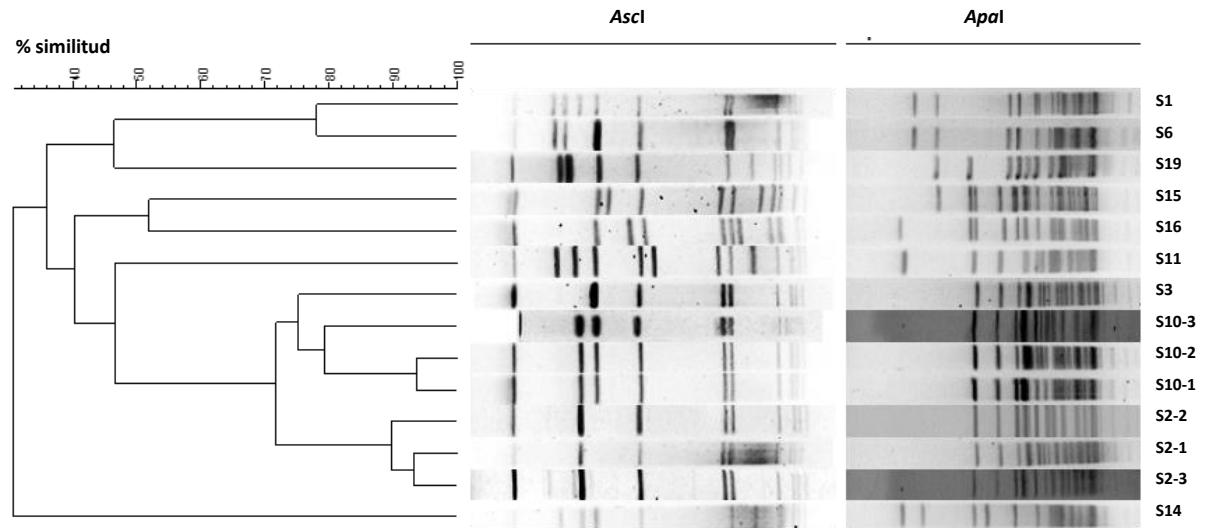 AscI ApaI
% similitud
40 50 60 70 80 90 100
S1
S6
S19
S15
S16
S11
S3
S10-3
S10-2
S10-1
S2-2
S2-1
S2-3
S14